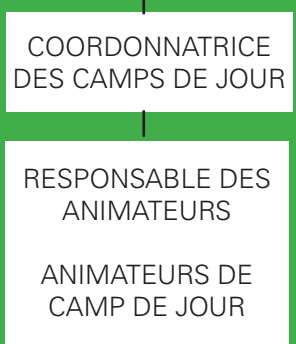 COORDONNATRICE
DES CAMPS DE JOUR
RESPONSABLE DES
ANIMATEURS
ANIMATEURS DE
CAMP DE JOUR